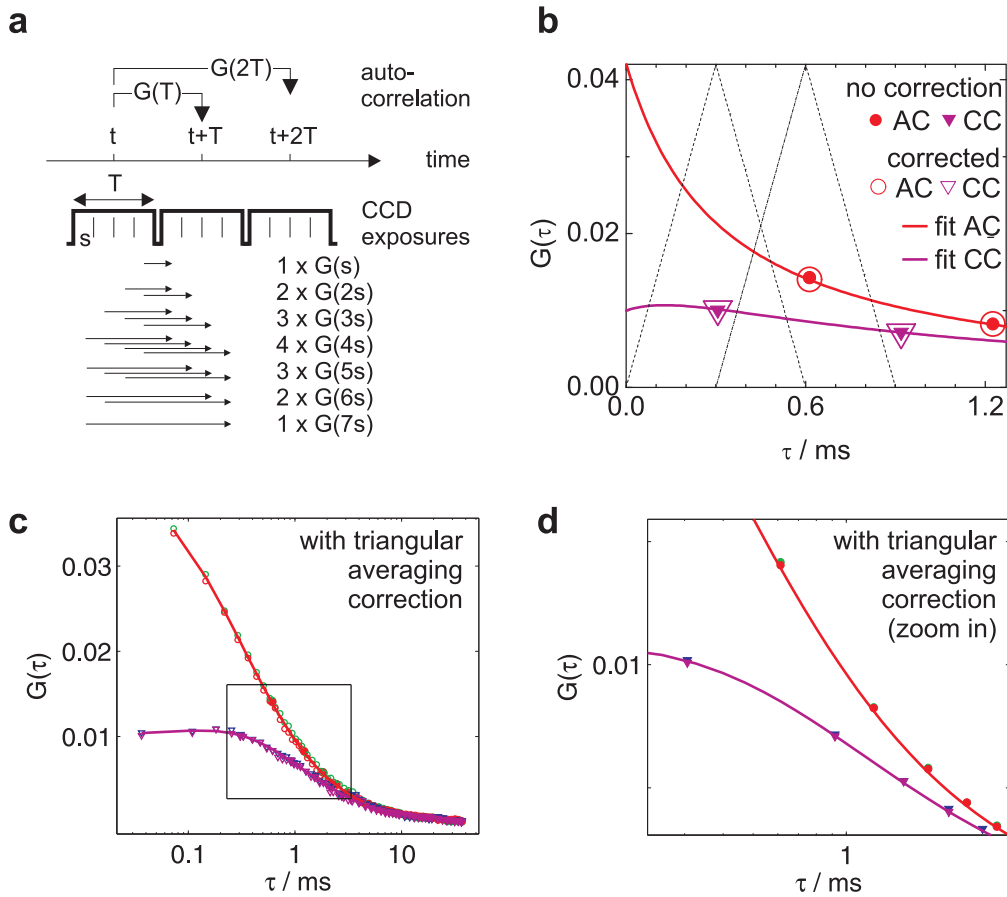 a
G(2T)
auto-
correlation
G(T)
t
t+T
t+2T
time
T
CCD
exposures
s
1 x G(s)
2 x G(2s)
3 x G(3s)
4 x G(4s)
3 x G(5s)
2 x G(6s)
1 x G(7s)
b
0.04
no correction
AC
CC
corrected
AC
CC
fit AC
fit CC
0.02
G(τ)
0.00
0.0
0.6
1.2
τ / ms
c
with triangular
averaging
correction
0.03
0.02
0.01
G(τ)
0.1
1
10
τ / ms
d
with triangular
averaging
correction
(zoom in)
0.01
G(τ)
1
τ / ms